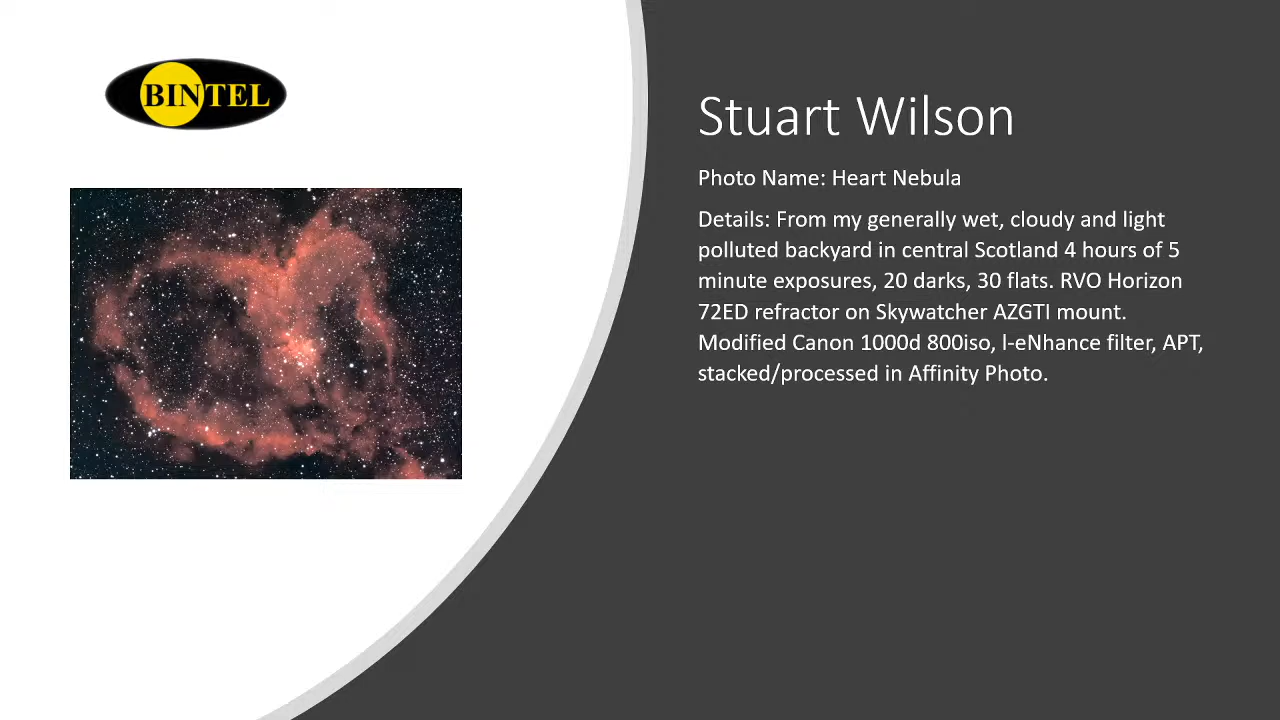 BINTEL
Stuart Wilson
Photo Name: Heart Nebula
Details: From my generally wet, cloudy and light
polluted backyard in central Scotland 4 hours of 5
minute exposures, 20 darks, 30 flats. RVO Horizon
72ED refractor on Skywatcher AZGTI mount.
Modified Canon 1000d 800iso, l-eNhance filter, APT,
stacked/processed in Affinity Photo.